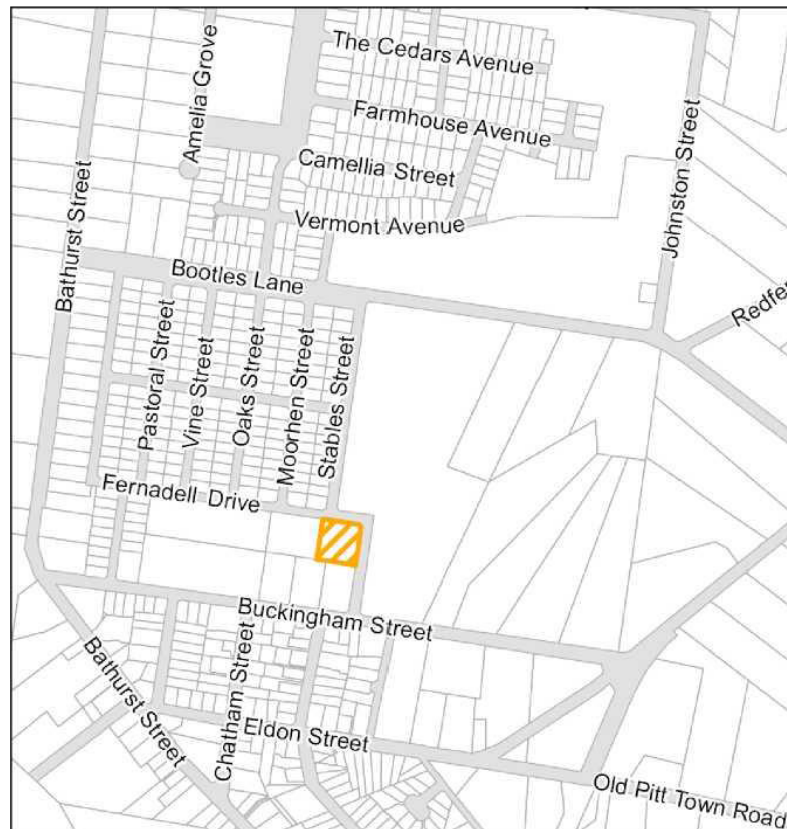 The Cedars Avenue
Amelia Grove
Farmhouse Avenue
Camellia Street
Johnston Street
Vermont Avenue
Bathurst Street
Bootles Lane
Redfer
Pastoral Street
Vine Street
Oaks Street
Moorhen Street
Stables Street
Fernadell Drive
Buckingham Street
Bathurst Street
Chatham Street
Eldon Street
Old Pitt Town Road